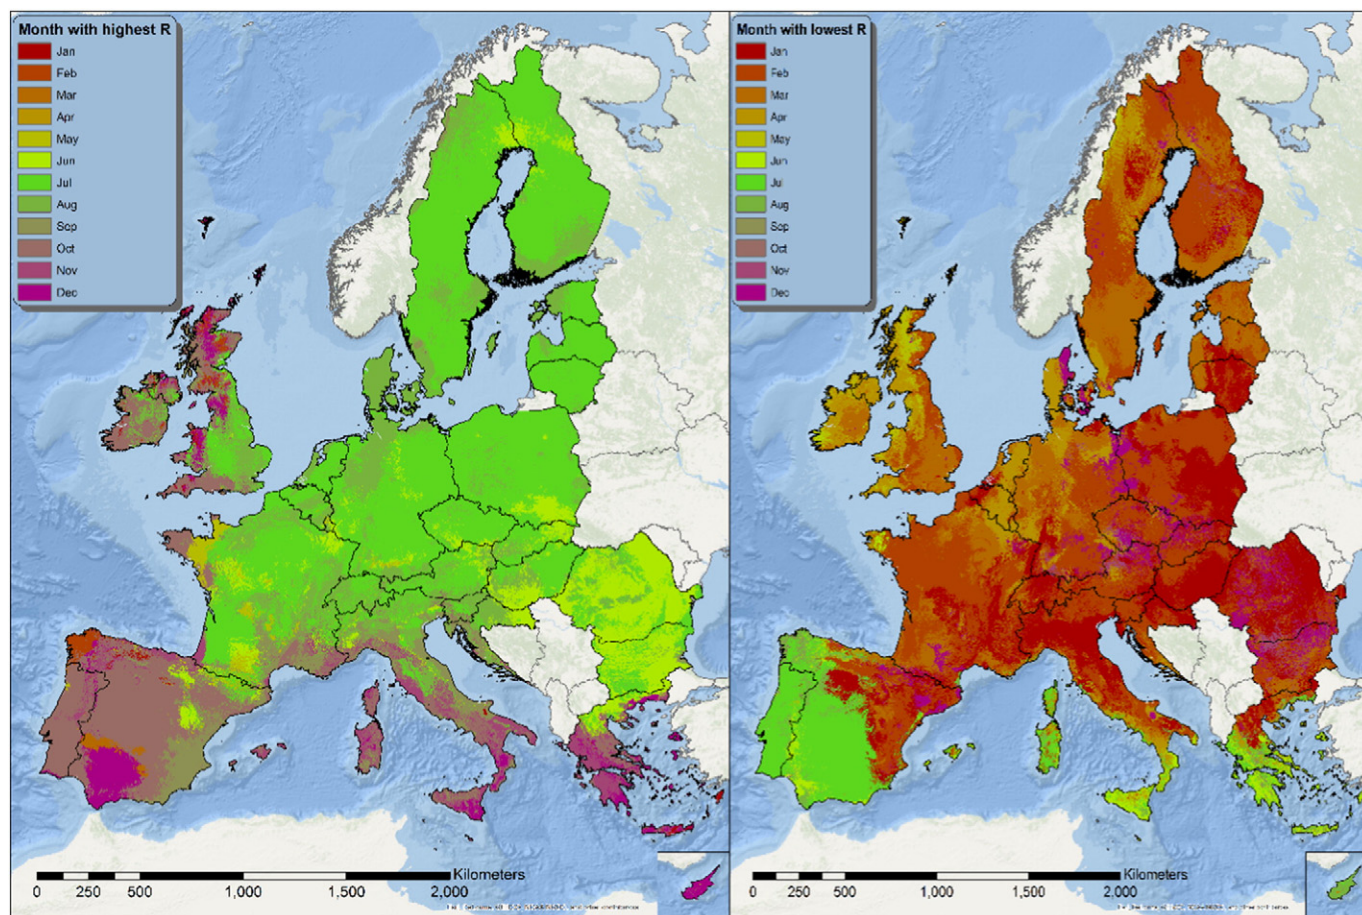 Month with highest R
Jan
Feb
Mar
Apr
May
Jun
Jul
Aug
Sep
Oct
Nov
Dec
Kilometers
0 250 500 1,000 1,500 2,000
Month with lowest R
Jan
Feb
Mar
Apr
May
Jun
Jul
Aug
Sep
Oct
Nov
Dec
Kilometers
0 250 500 1,000 1,500 2,000